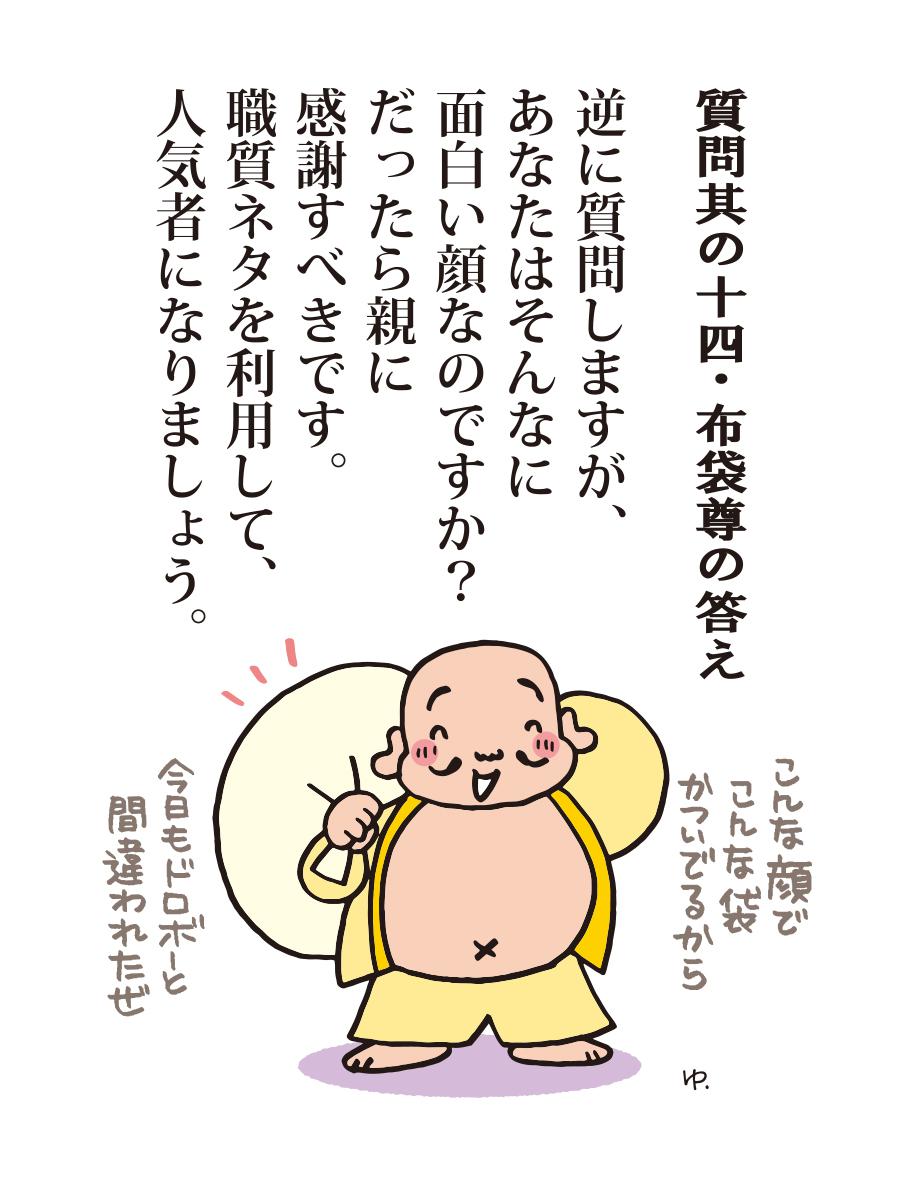 質問其の十四・布袋尊の答え
逆に質問しますが、
あなたはそんなに
面白い顔なのですか？
だったら親に
感謝すべきです。
職質ネタを利用して、
人気者になりましょう。
こんな顔で
こんな袋
かついでるから
今日もドロボーと
間違われたぜ
ゆ.